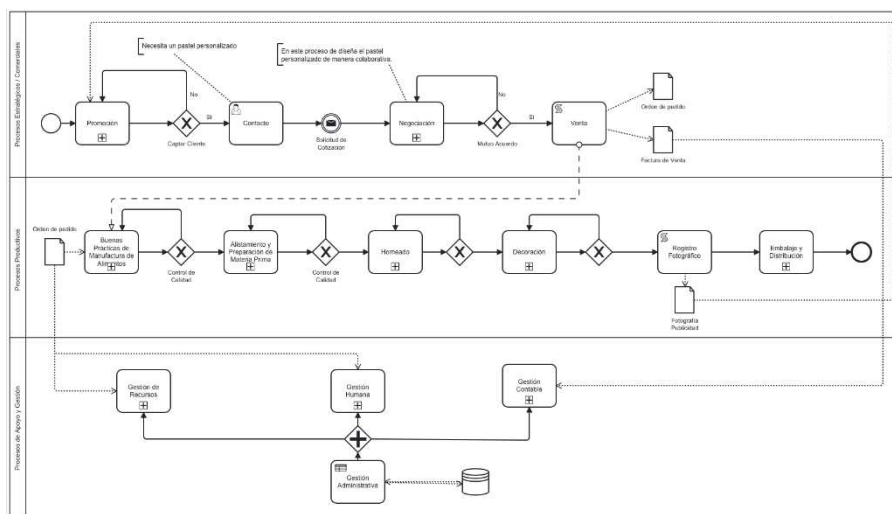 Procesos Estratégicos / Comerciales
Necesita un pastel personalizado
En este proceso de diseña el pastel
personalizado de manera colaborativa.
No
No
Promoción
Si
Contacto
Negociación
Si
Venta
Captar Cliente
Solicitud de
Cotización
Mutuo Acuerdo
Orden de pedido
Factura de Venta
Procesos Productivos
Orden de pedido
Buenas
Prácticas de
Manufactura de
Alimentos
Control de
Calidad
Alistamiento y
Preparación de
Materia Prima
Control de
Calidad
Horneado
Decoración
Registro
Fotográfico
Embalaje y
Distribución
Fotografía
Publicidad
Procesos de Apoyo y Gestión
Gestión de
Recursos
Gestión
Humana
Gestión
Contable
Gestión
Administrativa